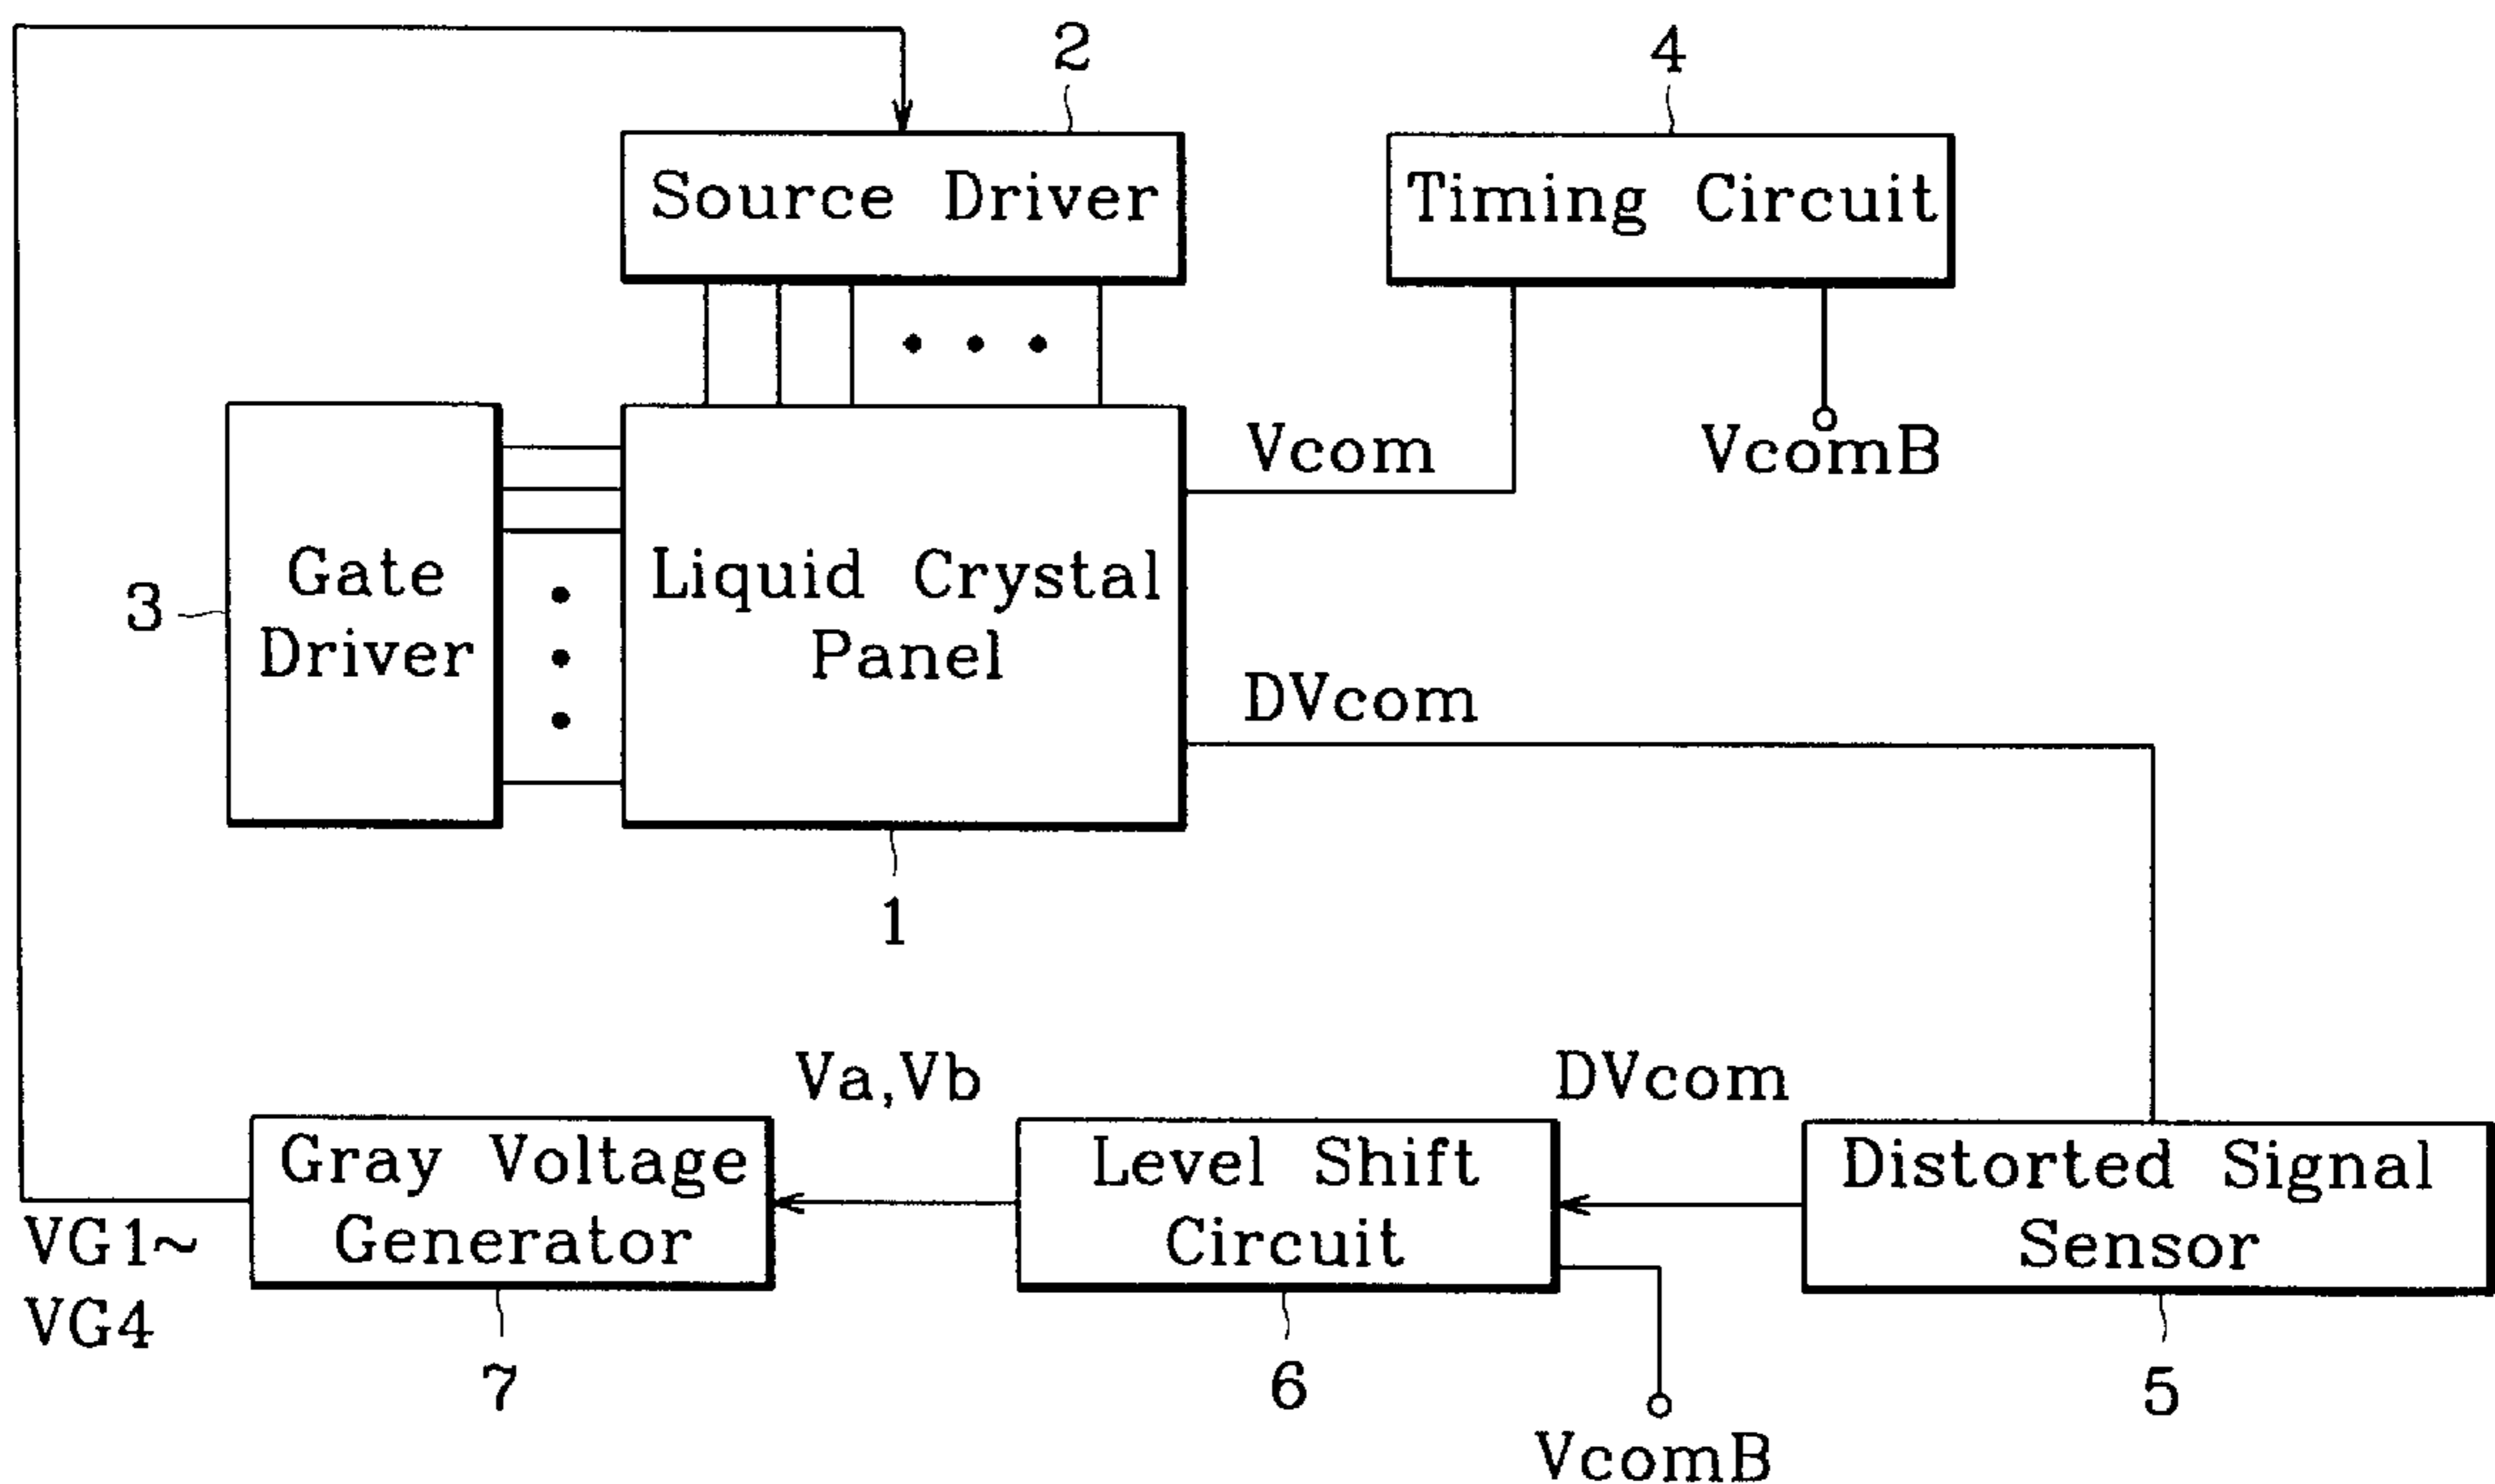 2
4
Source Driver
Timing Circuit
Vcom
VcomB
3
Gate
Driver
Liquid Crystal
Panel
DVcom
1
Va,Vb
DVcom
Gray Voltage
Generator
Level Shift
Circuit
Distorted Signal
Sensor
VG1~
VG4
7
6
5
VcomB